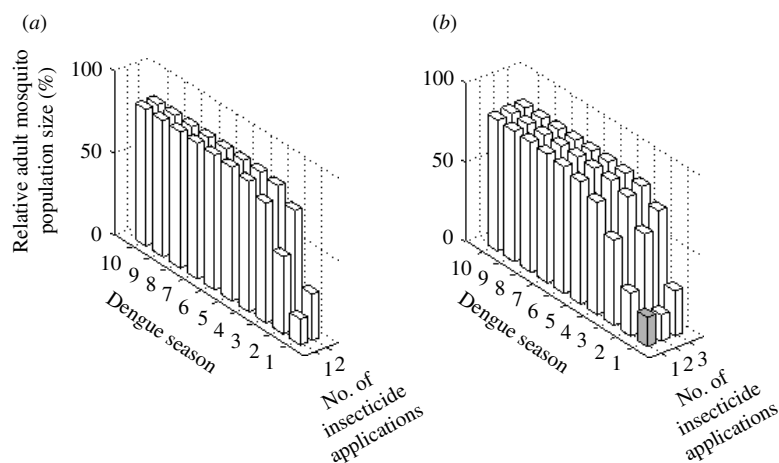 (a)
(b)
Relative adult mosquito
population size (%)
100
50
0
10
9
8
7
6
5
4
3
2
1
Dengue season
1
2
No. of
insecticide
applications
100
50
0
10
9
8
7
6
5
4
3
2
1
Dengue season
1
2
3
No. of
insecticide
applications